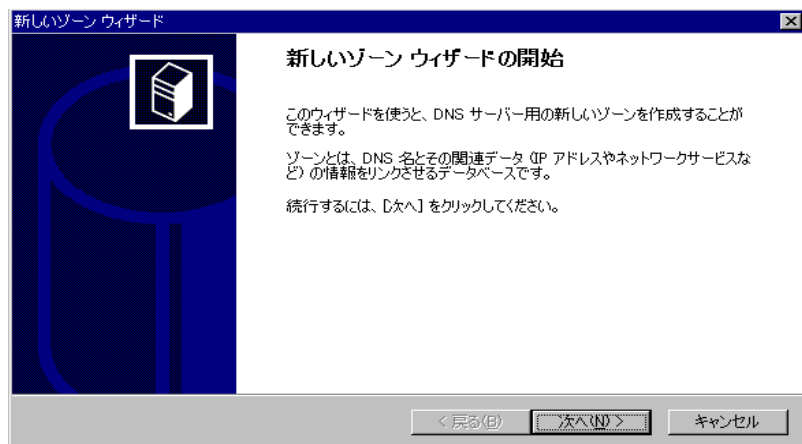 新しいゾーン ウィザード
新しいゾーン ウィザードの開始
このウィザードを使うと、DNS サーバー用の新しいゾーンを作成することが
できます。
ゾーンとは、DNS 名とその関連データ (IP アドレスやネットワークサービスな
ど) の情報をリンクさせるデータベースです。
続行するには、[次へ] をクリックしてください。
< 戻る(B)
次へ(N) >
キャンセル